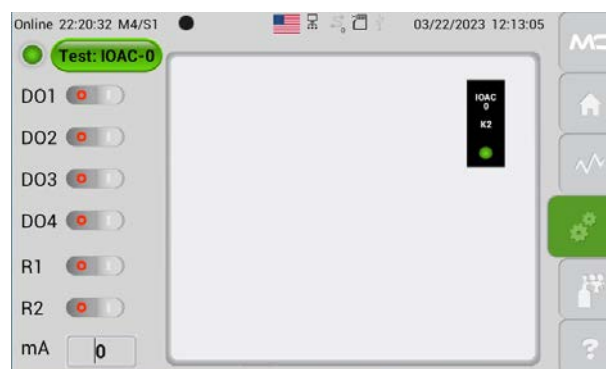 Online 22:20:32 M4/S1
03/22/2023 12:13:05
Test: IOAC-0
DO1
DO2
DO3
DO4
R1
R2
mA 0
IOAC
0
K2
?